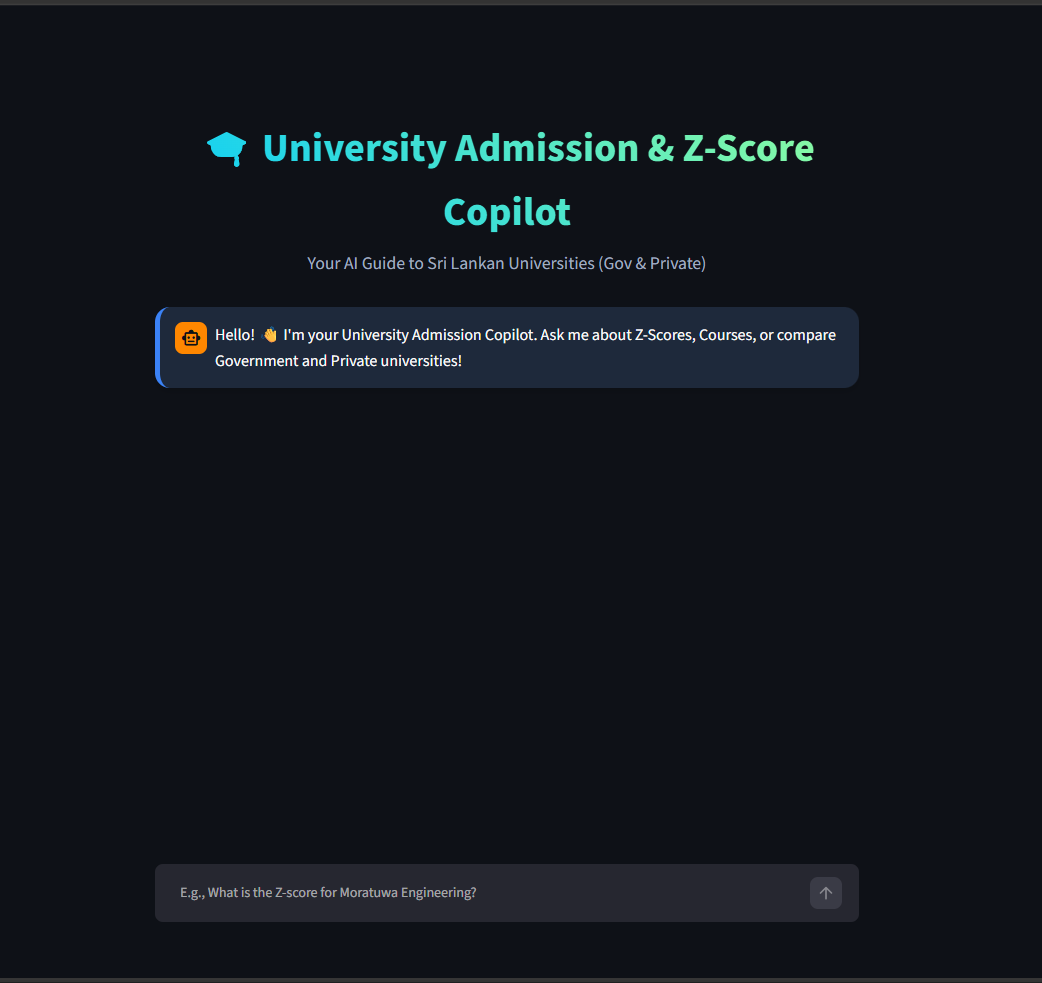 🎓 University Admission & Z-Score
Copilot
Your AI Guide to Sri Lankan Universities (Gov & Private)
Hello! 👋 I'm your University Admission Copilot. Ask me about Z-Scores, Courses, or compare
Government and Private universities!
E.g., What is the Z-score for Moratuwa Engineering?